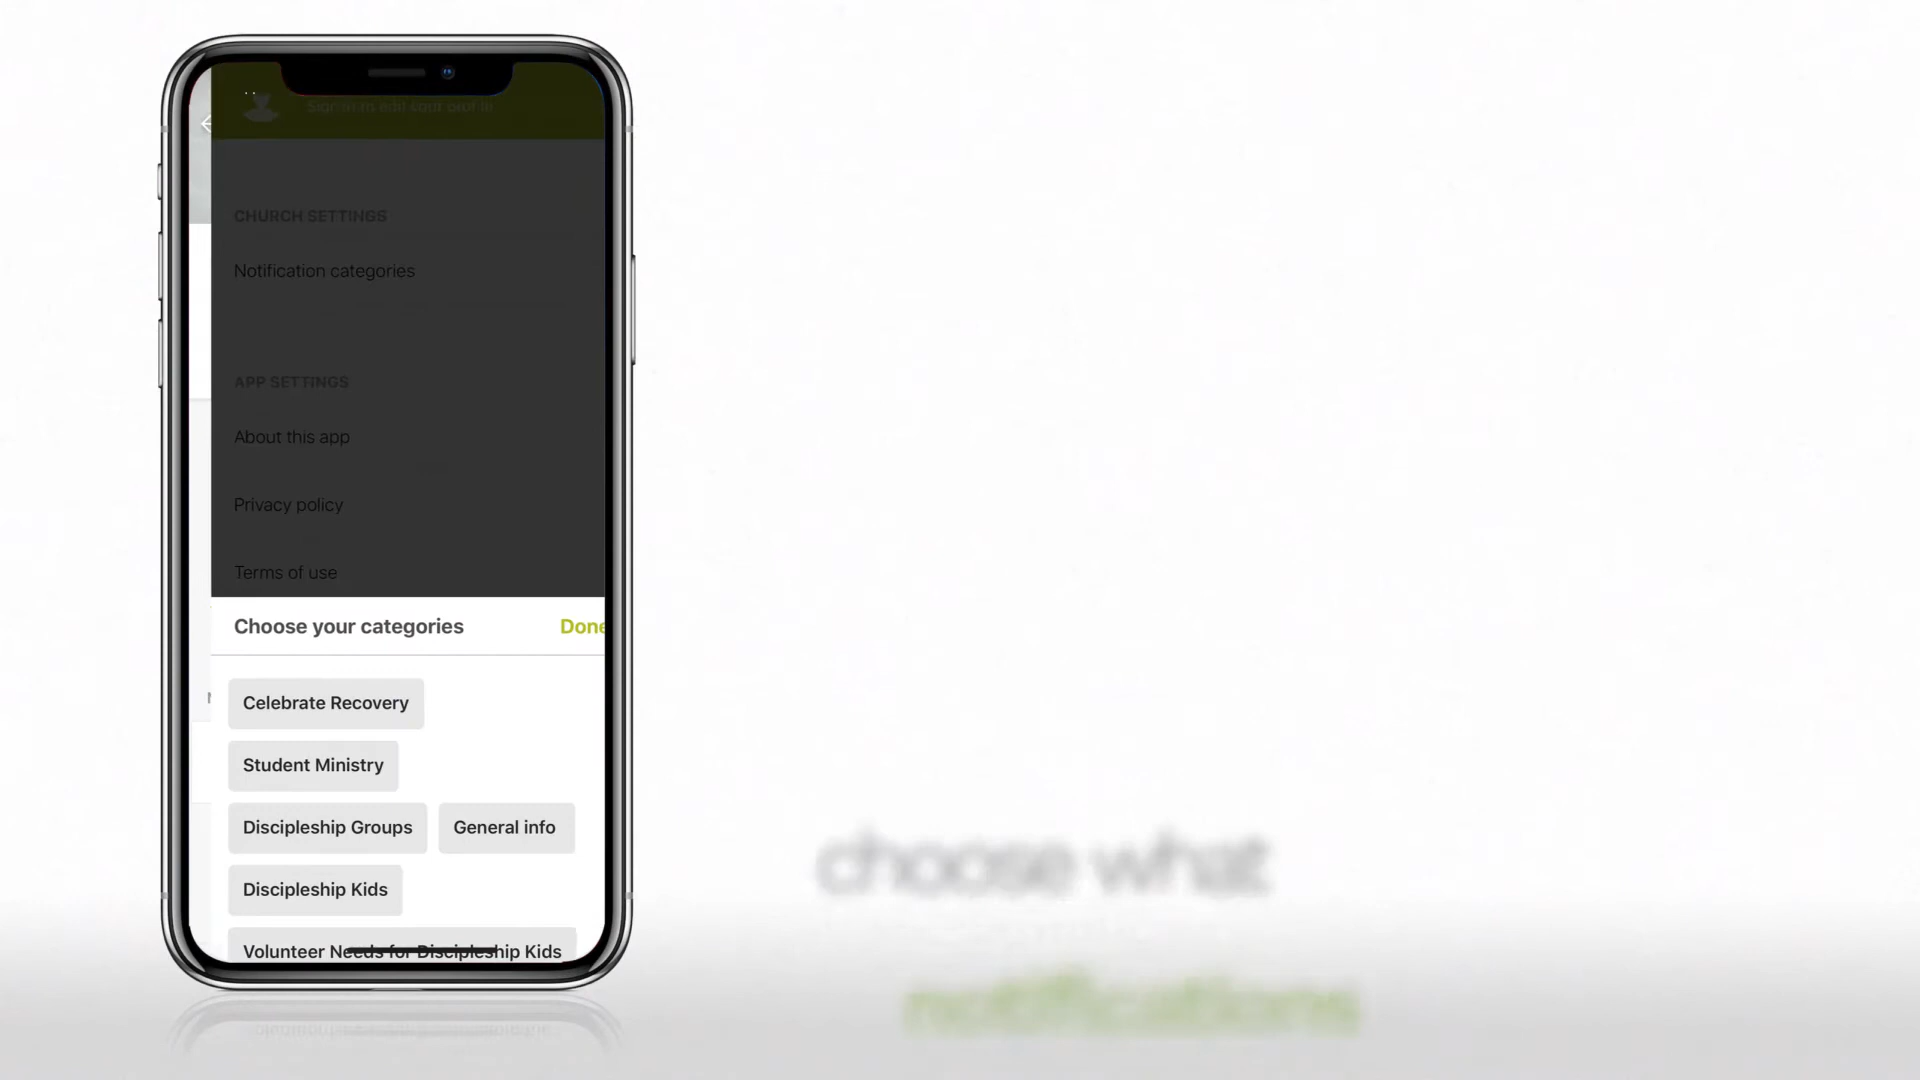 CHURCH SETTINGS
Notification categories
APP SETTINGS
About this app
Privacy policy
Terms of use
Choose your categories Done
Celebrate Recovery
Student Ministry
Discipleship Groups General info
Discipleship Kids
Volunteer Needs for Discipleship Kids
choose what
notifications